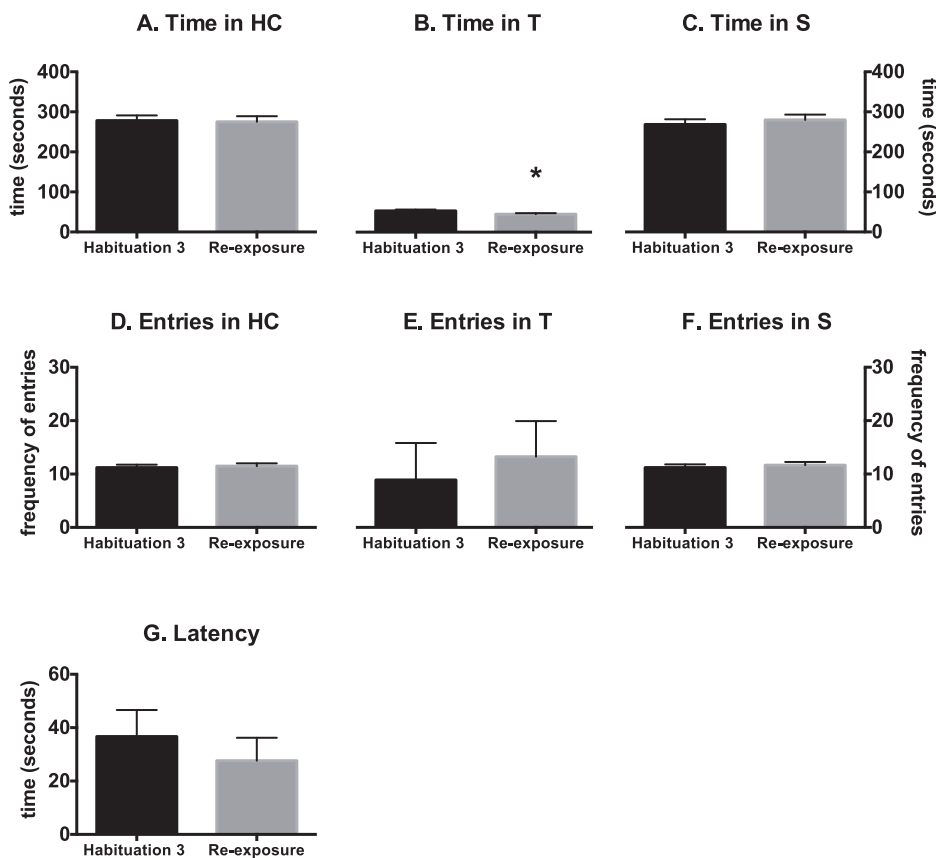 A. Time in HC
B. Time in T
C. Time in S
time (seconds)
400
300
200
100
0
Habituation 3
Re-exposure
*
Habituation 3
Re-exposure
Habituation 3
Re-exposure
400
300
200
100
0
time (seconds)
D. Entries in HC
E. Entries in T
F. Entries in S
frequency of entries
30
20
10
0
Habituation 3
Re-exposure
Habituation 3
Re-exposure
Habituation 3
Re-exposure
30
20
10
0
frequency of entries
G. Latency
time (seconds)
60
40
20
0
Habituation 3
Re-exposure